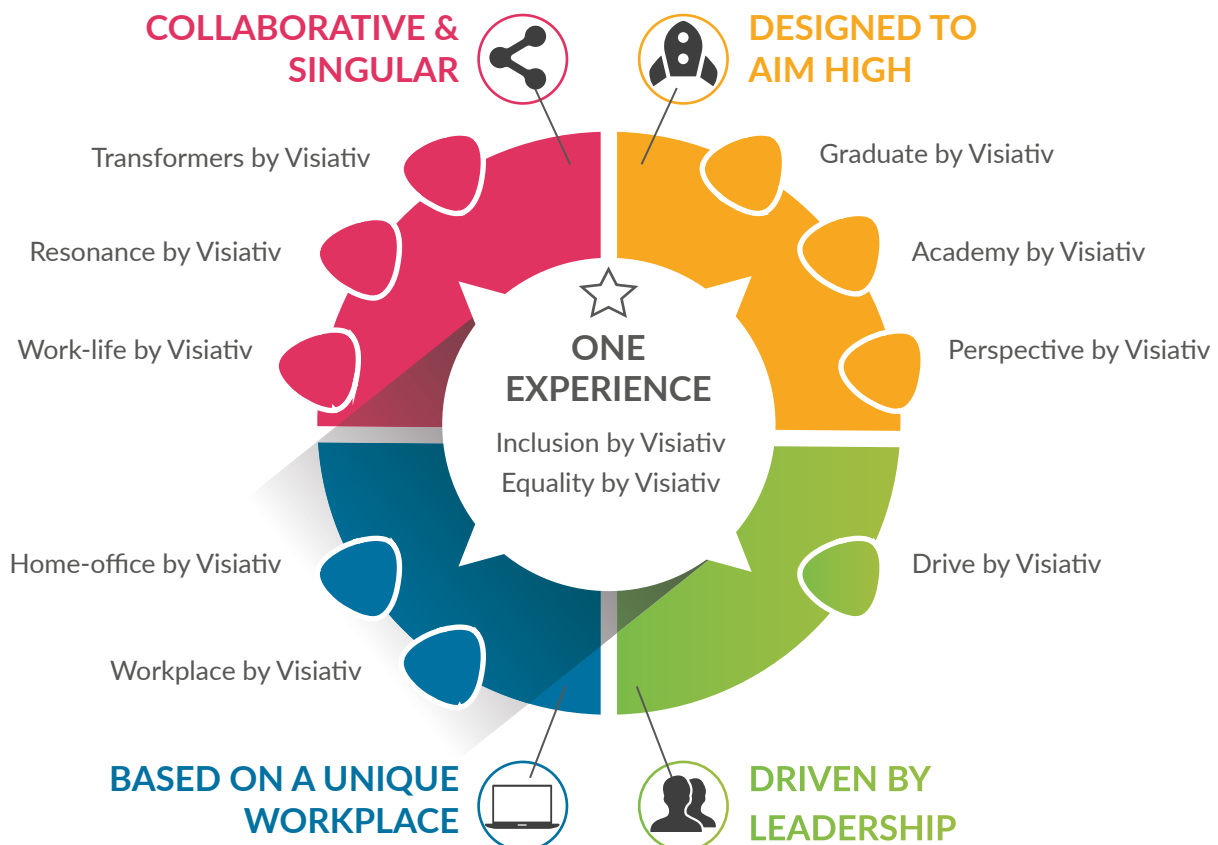 COLLABORATIVE &
SINGULAR
DESIGNED TO
AIM HIGH
Transformers by Visiativ
Resonance by Visiativ
Work-life by Visiativ
Graduate by Visiativ
Academy by Visiativ
Perspective by Visiativ
ONE
EXPERIENCE
Inclusion by Visiativ
Equality by Visiativ
Home-office by Visiativ
Workplace by Visiativ
Drive by Visiativ
BASED ON A UNIQUE
WORKPLACE
DRIVEN BY
LEADERSHIP